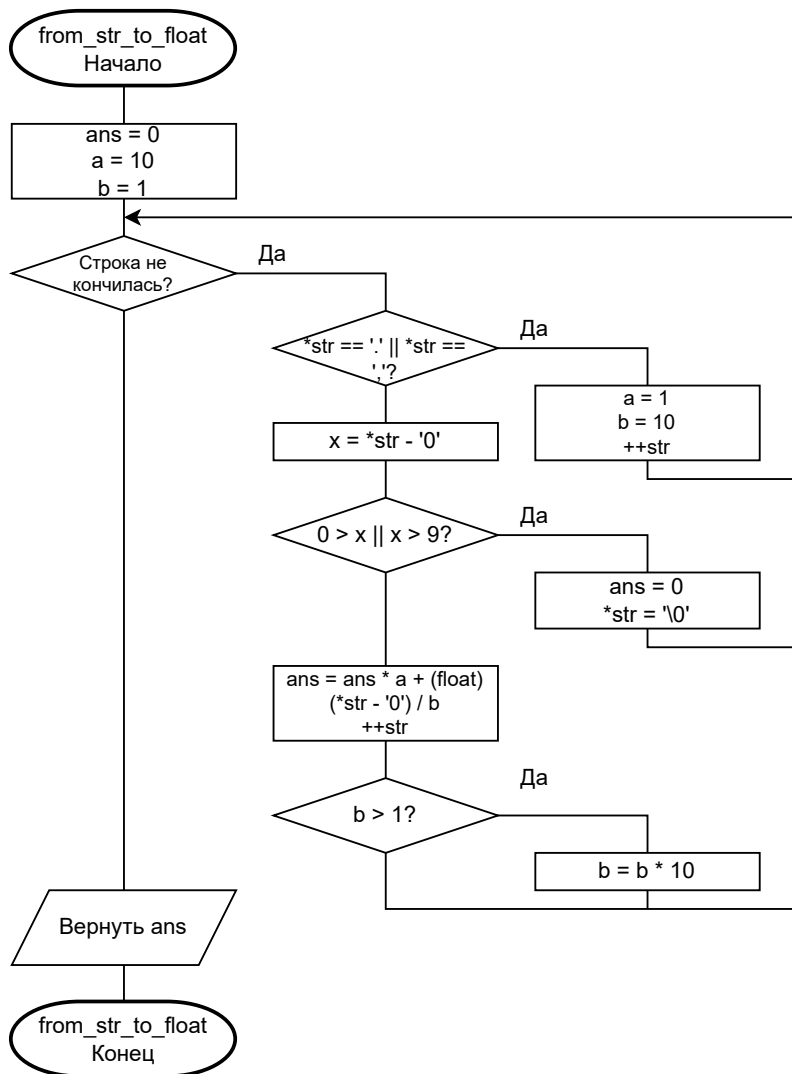 from_str_to_float
Начало
ans = 0
a = 10
b = 1
Строка не
кончилась?
Да
*str == '.' || *str ==
','?
Да
a = 1
b = 10
++str
x = *str - '0'
0 > x || x > 9?
Да
ans = 0
*str = '\0'
ans = ans * a + (float)
(*str - '0') / b
++str
b > 1?
Да
b = b * 10
Вернуть ans
from_str_to_float
Конец